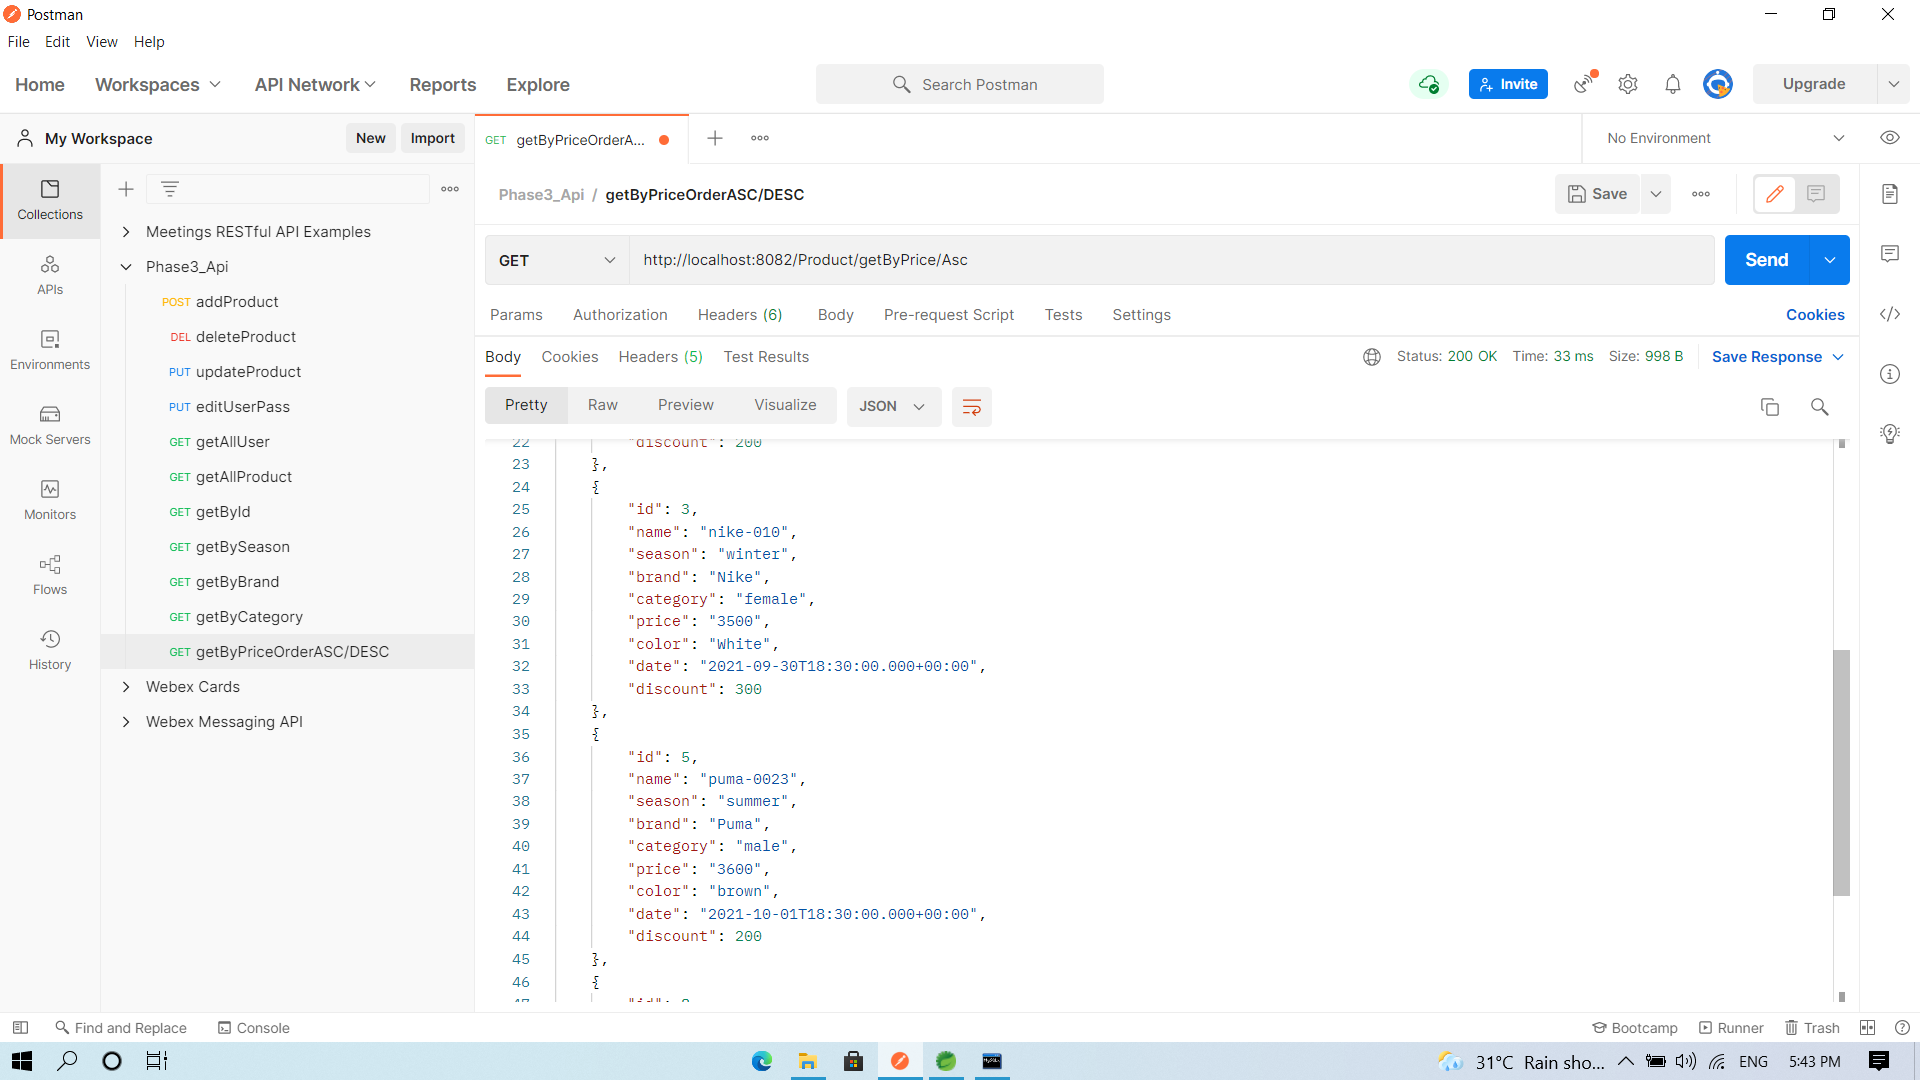 Postman
File Edit View Help
Home Workspaces API Network Reports Explore
Search Postman
Invite
Upgrade
My Workspace
New
Import
GET getByPriceOrderA...
No Environment
Collections
APIs
Environments
Mock Servers
Monitors
Flows
History
Meetings RESTful API Examples
Phase3_Api
POST addProduct
DEL deleteProduct
PUT updateProduct
PUT editUserPass
GET getAllUser
GET getAllProduct
GET getById
GET getBySeason
GET getByBrand
GET getByCategory
GET getByPriceOrderASC/DESC
Webex Cards
Webex Messaging API
Phase3_Api / getByPriceOrderASC/DESC
Save
GET
http://localhost:8082/Product/getByPrice/Asc
Send
Params Authorization Headers (6) Body Pre-request Script Tests Settings
Cookies
Body Cookies Headers (5) Test Results
Status: 200 OK Time: 33 ms Size: 998 B
Save Response
Pretty Raw Preview Visualize
JSON
22 "discount": 200
23 },
24 {
25 "id": 3,
26 "name": "nike-010",
27 "season": "winter",
28 "brand": "Nike",
29 "category": "female",
30 "price": "3500",
31 "color": "White",
32 "date": "2021-09-30T18:30:00.000+00:00",
33 "discount": 300
34 },
35 {
36 "id": 5,
37 "name": "puma-0023",
38 "season": "summer",
39 "brand": "Puma",
40 "category": "male",
41 "price": "3600",
42 "color": "brown",
43 "date": "2021-10-01T18:30:00.000+00:00",
44 "discount": 200
45 },
46 {
Find and Replace
Console
Bootcamp
Runner
Trash
31°C Rain sho...
ENG
5:43 PM